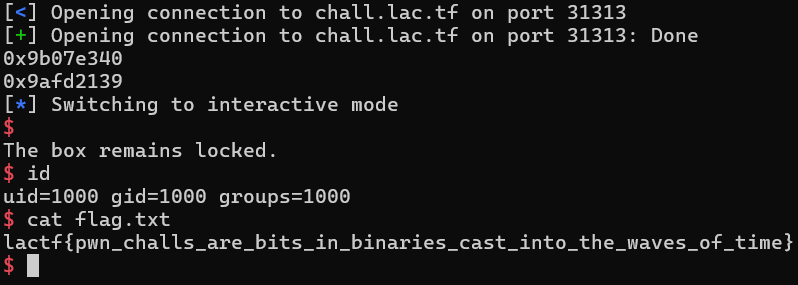 [<] Opening connection to chall.lac.tf on port 31313
[+] Opening connection to chall.lac.tf on port 31313: Done
0x9b07e340
0x9afd2139
[*] Switching to interactive mode
$
The box remains locked.
$ id
uid=1000 gid=1000 groups=1000
$ cat flag.txt
lactf{pwn_challs_are_bits_in_binaries_cast_into_the_waves_of_time}
$